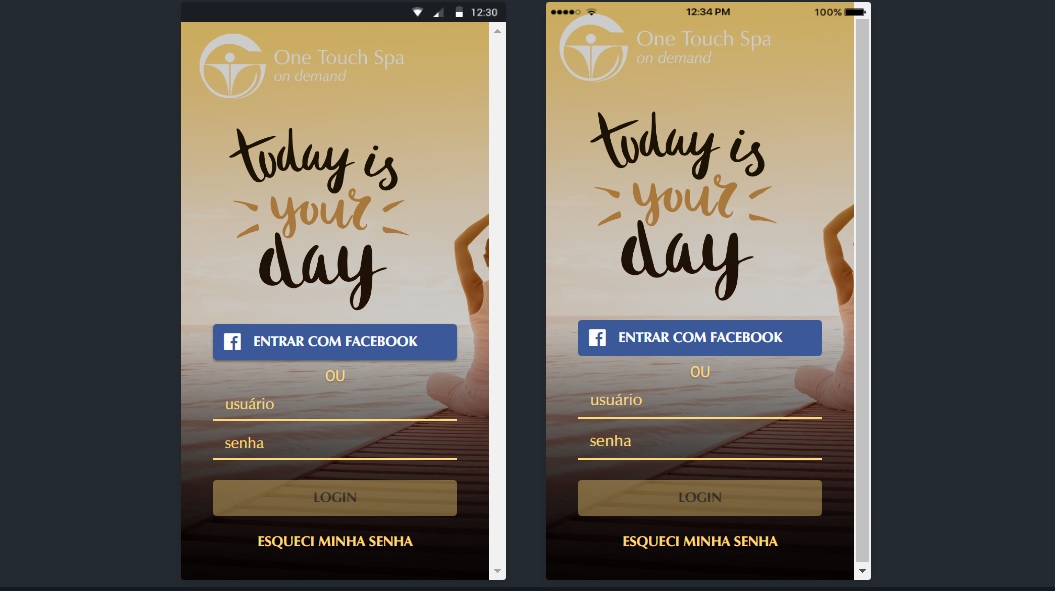 12:30
One Touch Spa
on demand
today is
your
day
ENTRAR COM FACEBOOK
OU
usuário
senha
LOGIN
ESQUECI MINHA SENHA
12:34 PM
100%
One Touch Spa
on demand
today is
your
day
ENTRAR COM FACEBOOK
OU
usuário
senha
LOGIN
ESQUECI MINHA SENHA